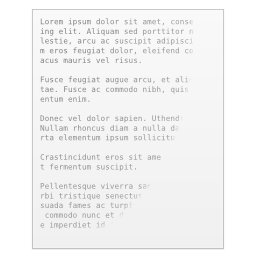 Lorem ipsum dolor sit amet, conse
ing elit. Aliquam sed porttitor n
lestie, arcu ac suscipit adipisci
m eros feugiat dolor, eleifend co
acus mauris vel risus.
Fusce feugiat augue arcu, et ali
tae. Fusce ac commodo nibh, quis
entum enim.
Donec vel dolor sapien. Uthend
Nullam rhoncus diam a nulla d
rta elementum ipsum sollicitu
Crastincidunt eros sit ame
t fermentum suscipit.
Pellentesque viverra sa
rbi tristique senectu
suada fames ac turp
commodo nunc et
e imperdiet id